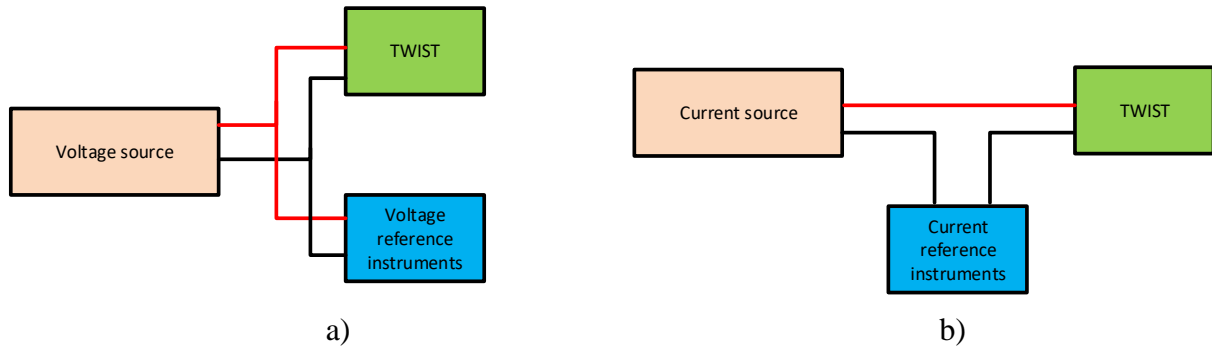 TWIST
Voltage source
Voltage
reference
instruments
a)
Current source
TWIST
Current
reference
instruments
b)